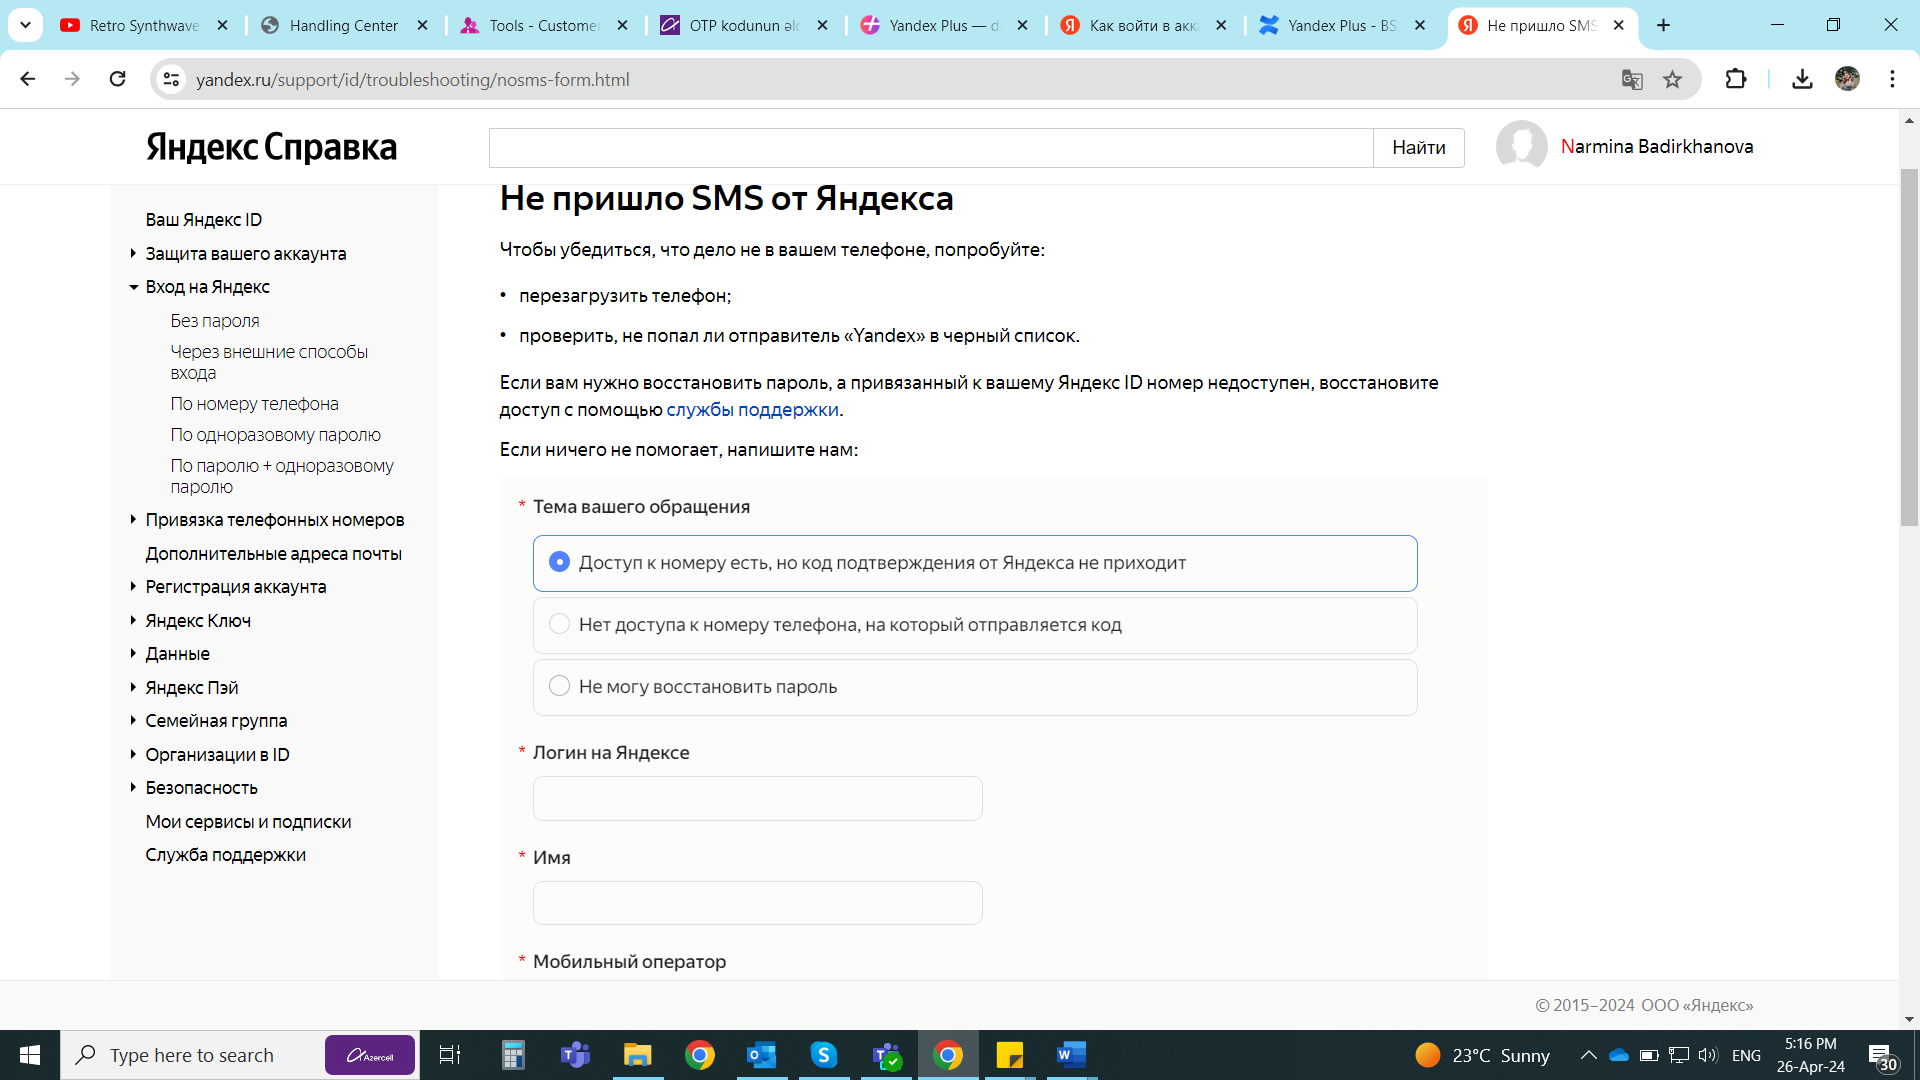 Retro Synthwave
Handling Center
Tools - Customer
OTP kodunun əlc
Yandex Plus — d
Как войти в акка
Yandex Plus - BS
Не пришло SMS
yandex.ru/support/id/troubleshooting/nosms-form.html
Яндекс Справка
Найти
Narmina Badirkhanova
Ваш Яндекс ID
Защита вашего аккаунта
Вход на Яндекс
Без пароля
Через внешние способы
входа
По номеру телефона
По одноразовому паролю
По паролю + одноразовому
паролю
Привязка телефонных номеров
Дополнительные адреса почты
Регистрация аккаунта
Яндекс Ключ
Данные
Яндекс Пэй
Семейная группа
Организации в ID
Безопасность
Мои сервисы и подписки
Служба поддержки
Не пришло SMS от Яндекса
Чтобы убедиться, что дело не в вашем телефоне, попробуйте:
• перезагрузить телефон;
• проверить, не попал ли отправитель «Yandex» в черный список.
Если вам нужно восстановить пароль, а привязанный к вашему Яндекс ID номер недоступен, восстановите
доступ с помощью службы поддержки.
Если ничего не помогает, напишите нам:
* Тема вашего обращения
Доступ к номеру есть, но код подтверждения от Яндекса не приходит
Нет доступа к номеру телефона, на который отправляется код
Не могу восстановить пароль
* Логин на Яндексе
* Имя
* Мобильный оператор
© 2015–2024 ООО «Яндекс»
Type here to search
Azercell
23°C Sunny
ENG
5:16 PM
26-Apr-24
30